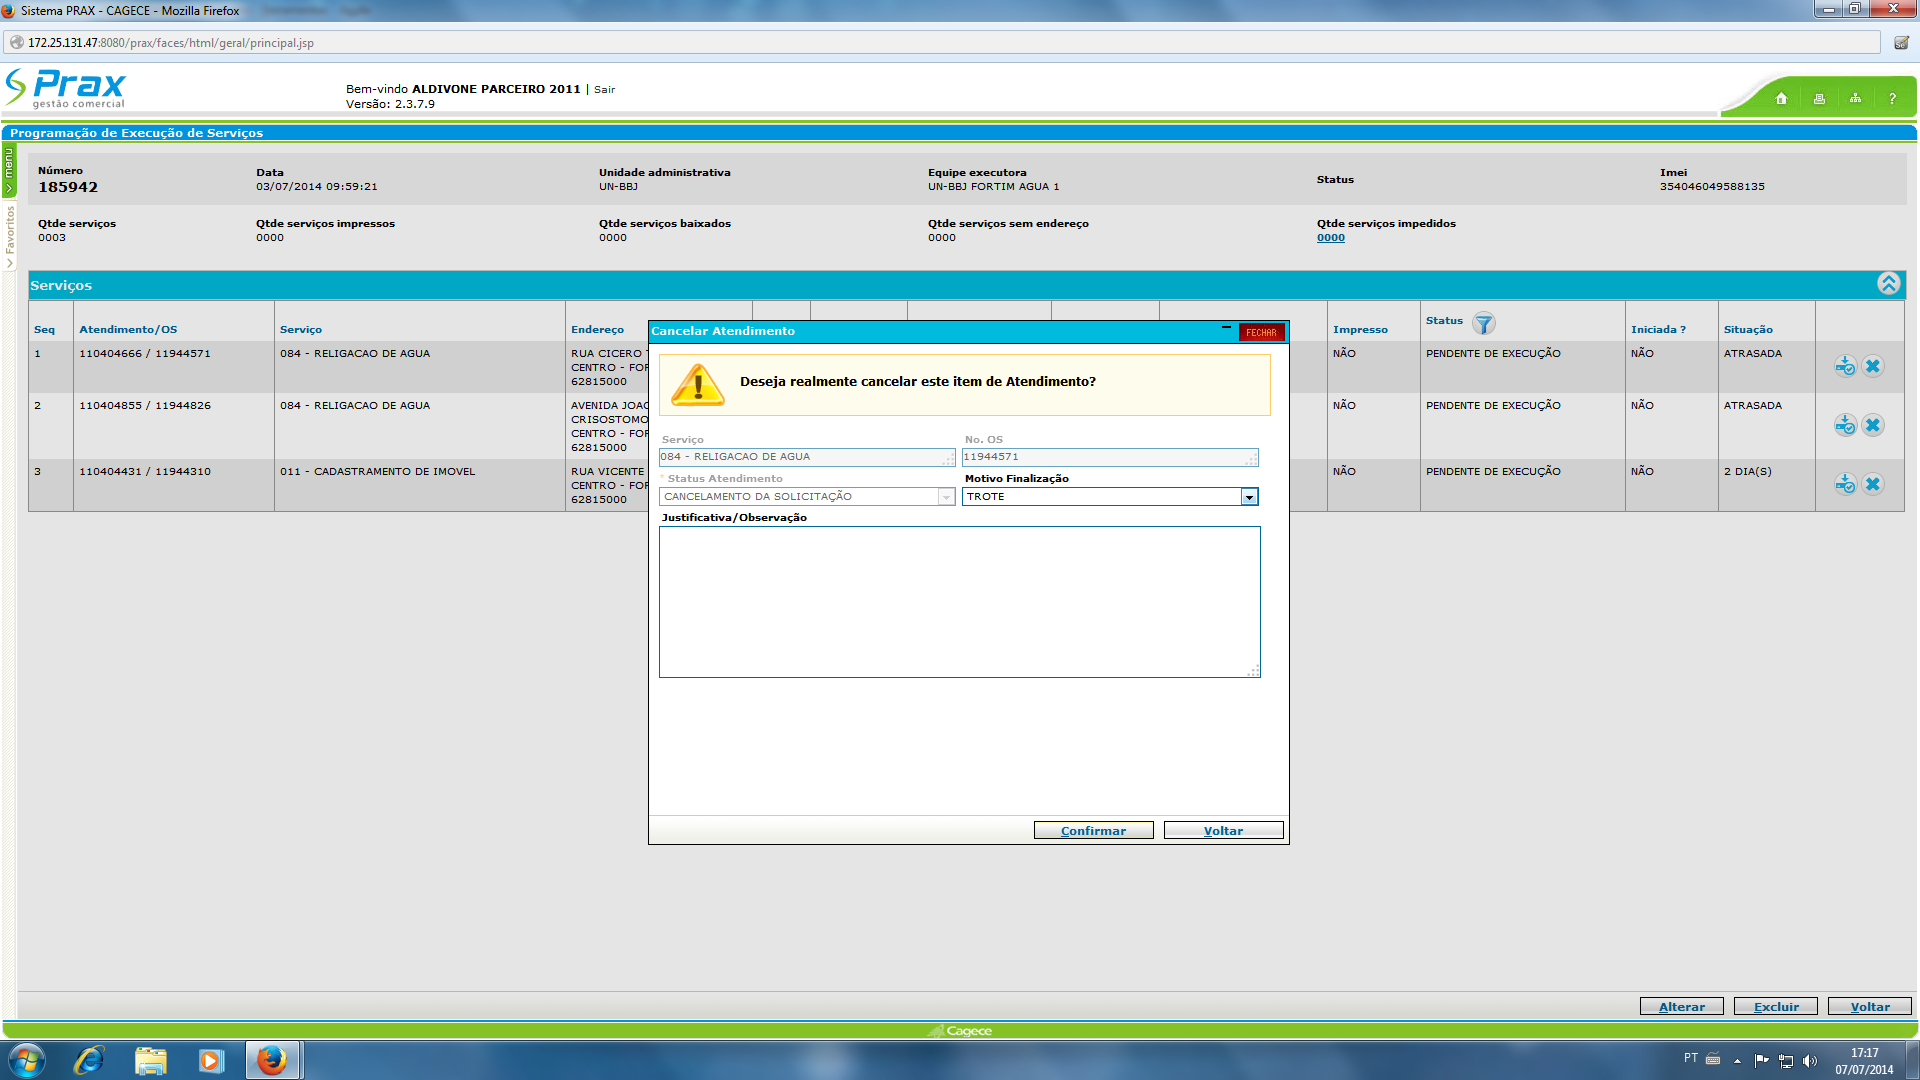 Sistema PRAX - CAGECE - Mozilla Firefox
172.25.131.47:8080/prax/faces/html/geral/principal.jsp
Prax
gestão comercial
Bem-vindo ALDIVONE PARCEIRO 2011 | Sair
Versão: 2.3.7.9
?
Programação de Execução de Serviços
menu
Favoritos
Número
185942
Data
03/07/2014 09:59:21
Unidade administrativa
UN-BBJ
Equipe executora
UN-BBJ FORTIM AGUA 1
Status
Imei
354046049588135
Qtde serviços
0003
Qtde serviços impressos
0000
Qtde serviços baixados
0000
Qtde serviços sem endereço
0000
Qtde serviços impedidos
0000
Serviços
Seq Atendimento/OS Serviço Endereço Impresso Status Iniciada ? Situação
1 110404666 / 11944571 084 - RELIGACAO DE AGUA RUA CICERO NÃO PENDENTE DE EXECUÇÃO NÃO ATRASADA
CENTRO - FOR
62815000
2 110404855 / 11944826 084 - RELIGACAO DE AGUA AVENIDA JOAQ NÃO PENDENTE DE EXECUÇÃO NÃO ATRASADA
CRISOSTOMO
CENTRO - FOR
62815000
3 110404431 / 11944310 011 - CADASTRAMENTO DE IMOVEL RUA VICENTE NÃO PENDENTE DE EXECUÇÃO NÃO 2 DIA(S)
CENTRO - FOR
62815000
Cancelar Atendimento
FECHAR
Deseja realmente cancelar este item de Atendimento?
Serviço
084 - RELIGACAO DE AGUA
No. OS
11944571
* Status Atendimento
CANCELAMENTO DA SOLICITAÇÃO
Motivo Finalização
TROTE
Justificativa/Observação
Confirmar
Voltar
Alterar
Excluir
Voltar
Cagece
PT
17:17
07/07/2014